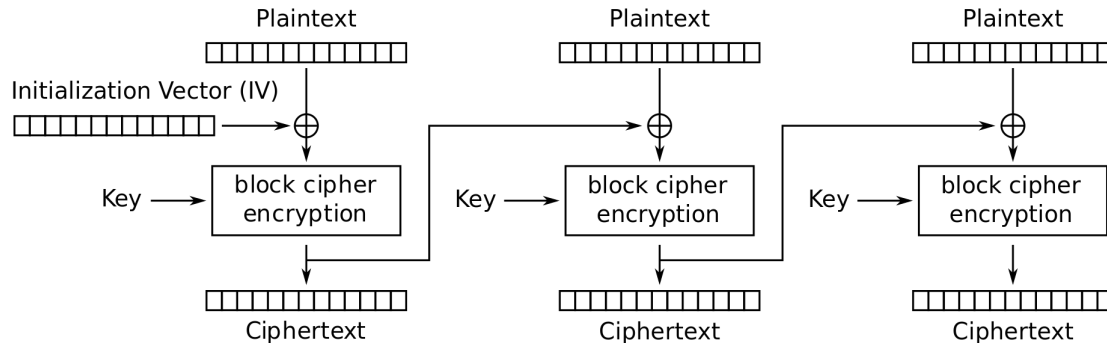 Plaintext
Plaintext
Plaintext
Initialization Vector (IV)
Key
block cipher
encryption
Key
block cipher
encryption
Key
block cipher
encryption
Ciphertext
Ciphertext
Ciphertext